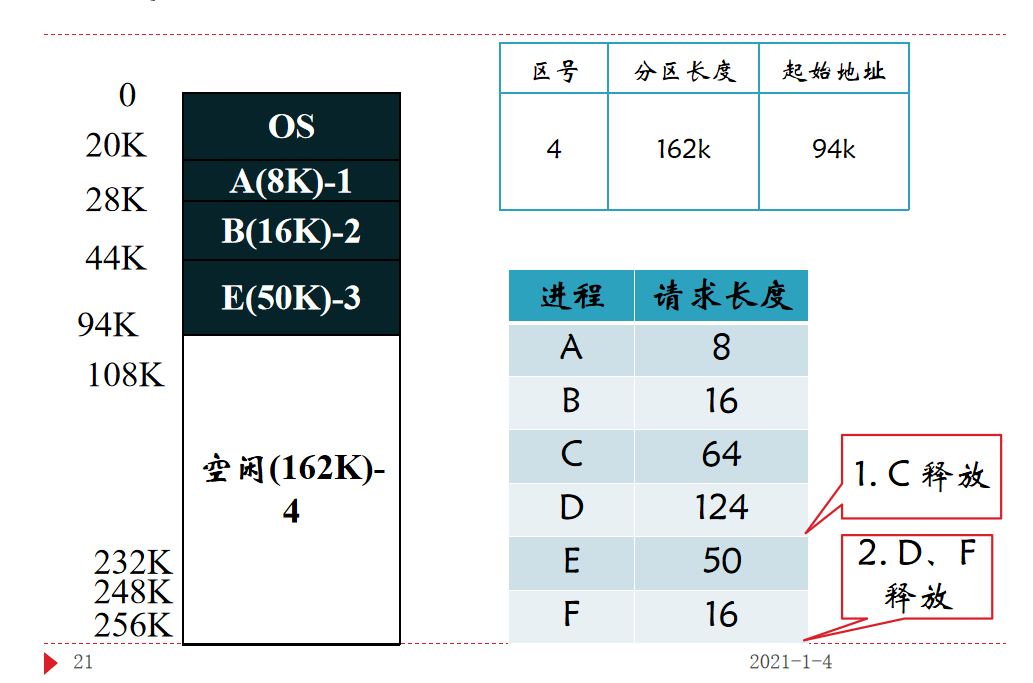 0
20K
28K
44K
94K
108K
232K
248K
256K
OS
A(8K)-1
B(16K)-2
E(50K)-3
空闲(162K)-
4
区号 分区长度 起始地址
4 162k 94k
进程 请求长度
A 8
B 16
C 64
D 124
E 50
F 16
1. C 释放
2. D、F
释放
21 2021-1-4